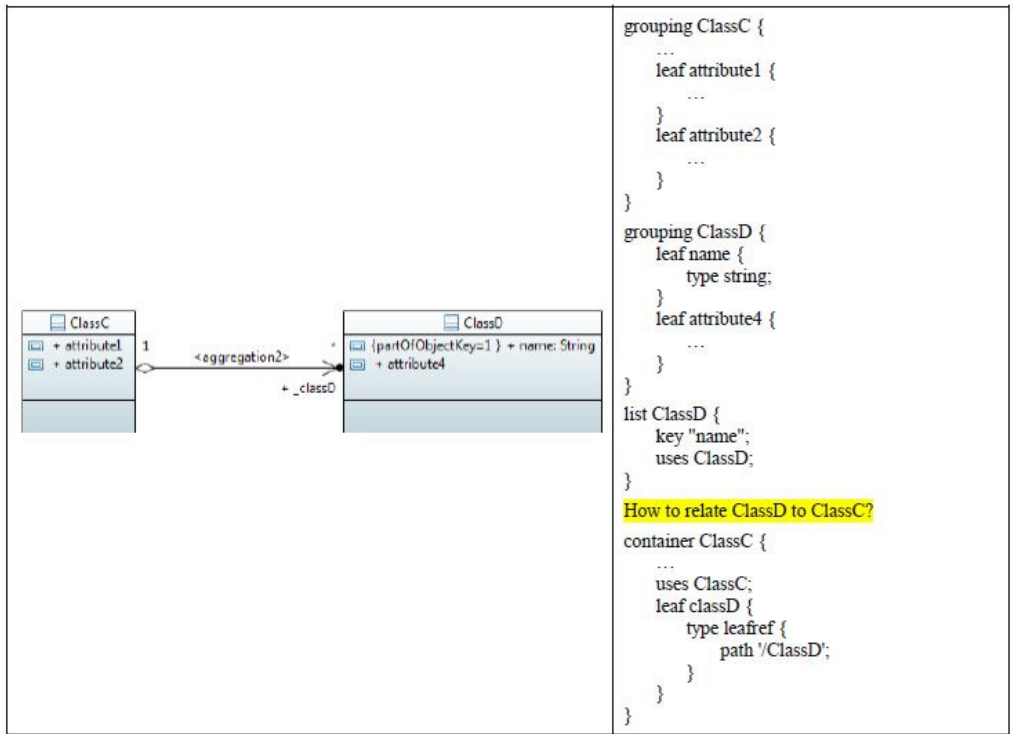 ClassC
+ attribute1
+ attribute2
1
<aggregation2>
*
+ _classD
ClassD
{partOfObjectKey=1 } + name: String
+ attribute4
grouping ClassC {
…
leaf attribute1 {
…
}
leaf attribute2 {
…
}
}
grouping ClassD {
leaf name {
type string;
}
leaf attribute4 {
…
}
}
list ClassD {
key "name";
uses ClassD;
}
How to relate ClassD to ClassC?
container ClassC {
…
uses ClassC;
leaf classD {
type leafref {
path '/ClassD';
}
}
}